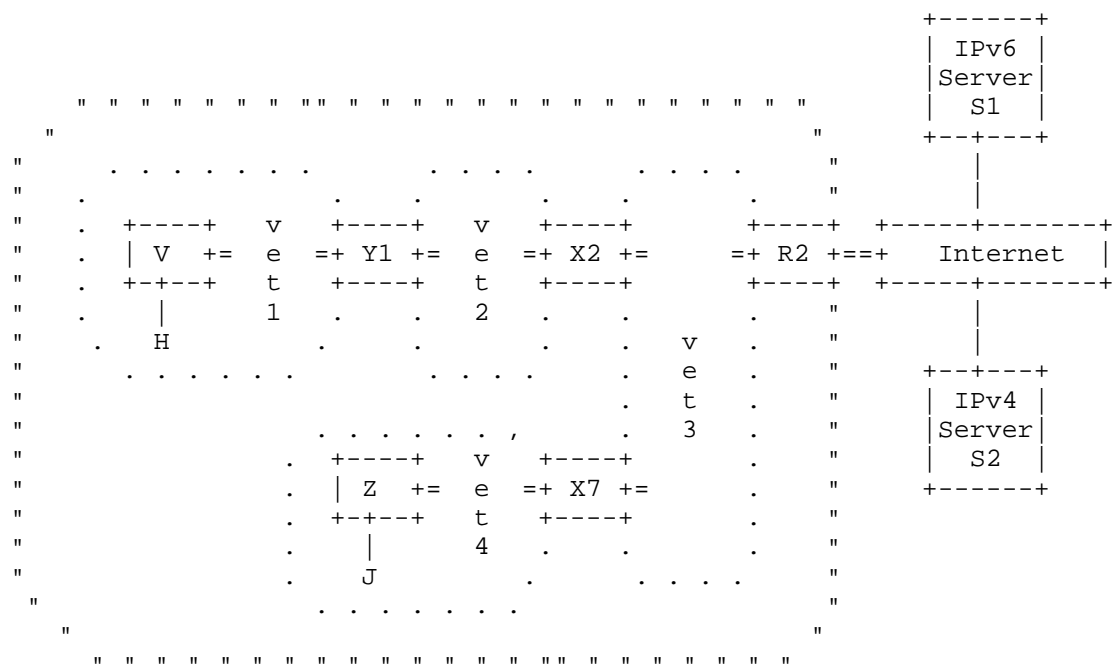 IPv6
Server
S1
V v Y1 v X2 R2 Internet
e e
t t
1 2
H v
e
t
3
IPv4
Server
S2
Z v X7
e
t
4
J